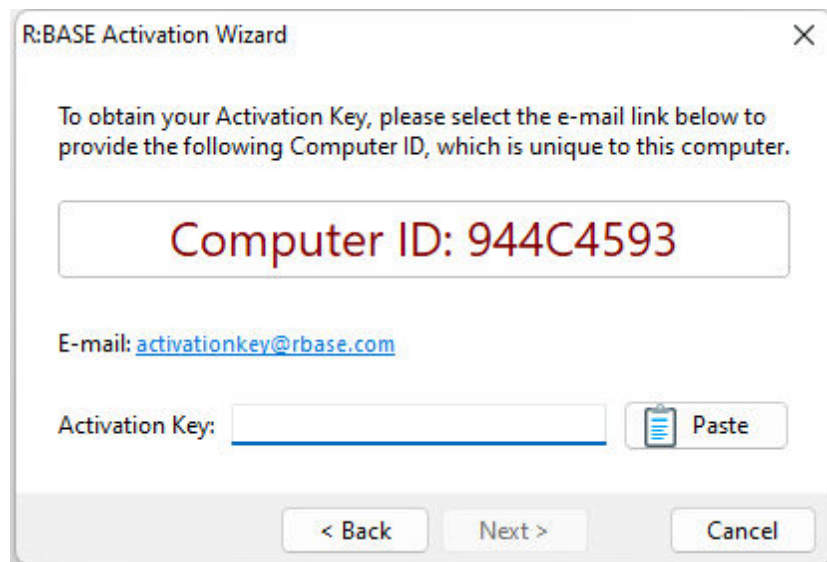 R:BASE Activation Wizard
To obtain your Activation Key, please select the e-mail link below to
provide the following Computer ID, which is unique to this computer.
Computer ID: 944C4593
E-mail: activationkey@rbase.com
Activation Key:
Paste
< Back
Next >
Cancel